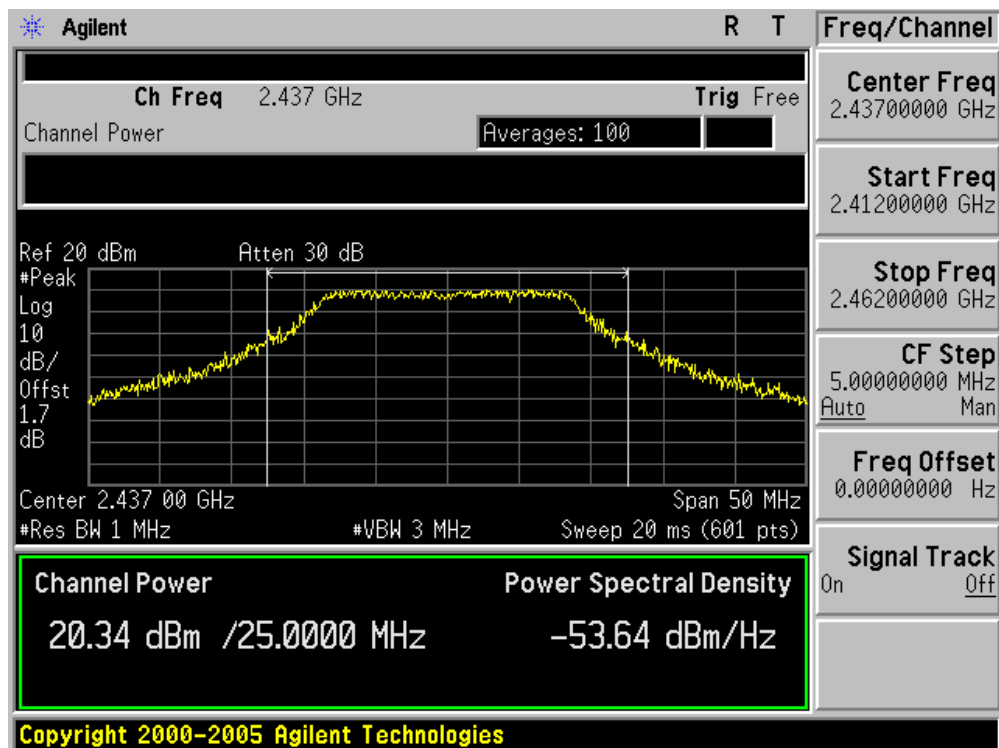 Agilent R T
Ch Freq 2.437 GHz Trig Free
Channel Power Averages: 100
Ref 20 dBm Atten 30 dB
#Peak
Log
10
dB/
Offst
1.7
dB
Center 2.437 00 GHz Span 50 MHz
#Res BW 1 MHz #VBW 3 MHz Sweep 20 ms (601 pts)
Channel Power Power Spectral Density
20.34 dBm /25.0000 MHz -53.64 dBm/Hz
Copyright 2000-2005 Agilent Technologies
Freq/Channel
Center Freq
2.43700000 GHz
Start Freq
2.41200000 GHz
Stop Freq
2.46200000 GHz
CF Step
5.00000000 MHz
Auto Man
Freq Offset
0.00000000 Hz
Signal Track
On Off